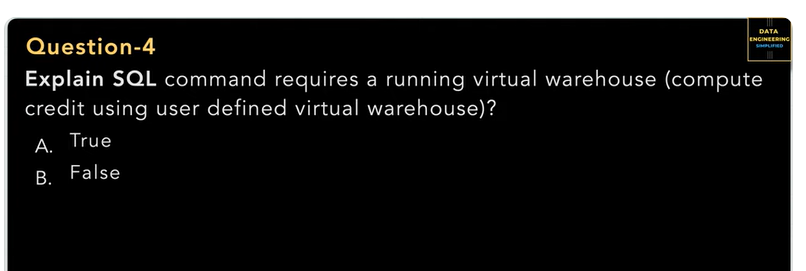 DATA
ENGINEERING
SIMPLIFIED
Question-4
Explain SQL command requires a running virtual warehouse (compute
credit using user defined virtual warehouse)?
A. True
B. False